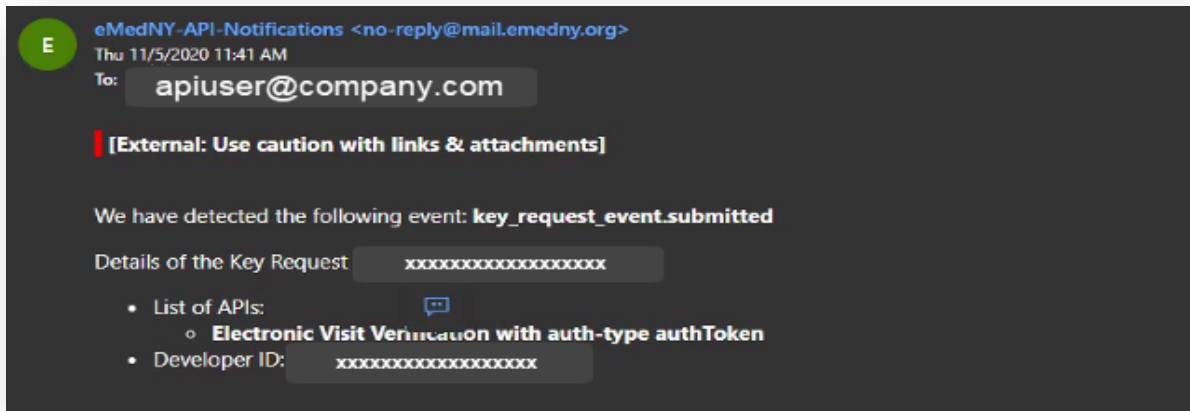 E
eMedNY-API-Notifications <no-reply@mail.emedny.org>
Thu 11/5/2020 11:41 AM
To: apiuser@company.com
[External: Use caution with links & attachments]
We have detected the following event: key_request_event.submitted
Details of the Key Request xxxxxxxxxxxxxxxxxx
• List of APIs:
◦ Electronic Visit Verification with auth-type authToken
• Developer ID: xxxxxxxxxxxxxxxxxx